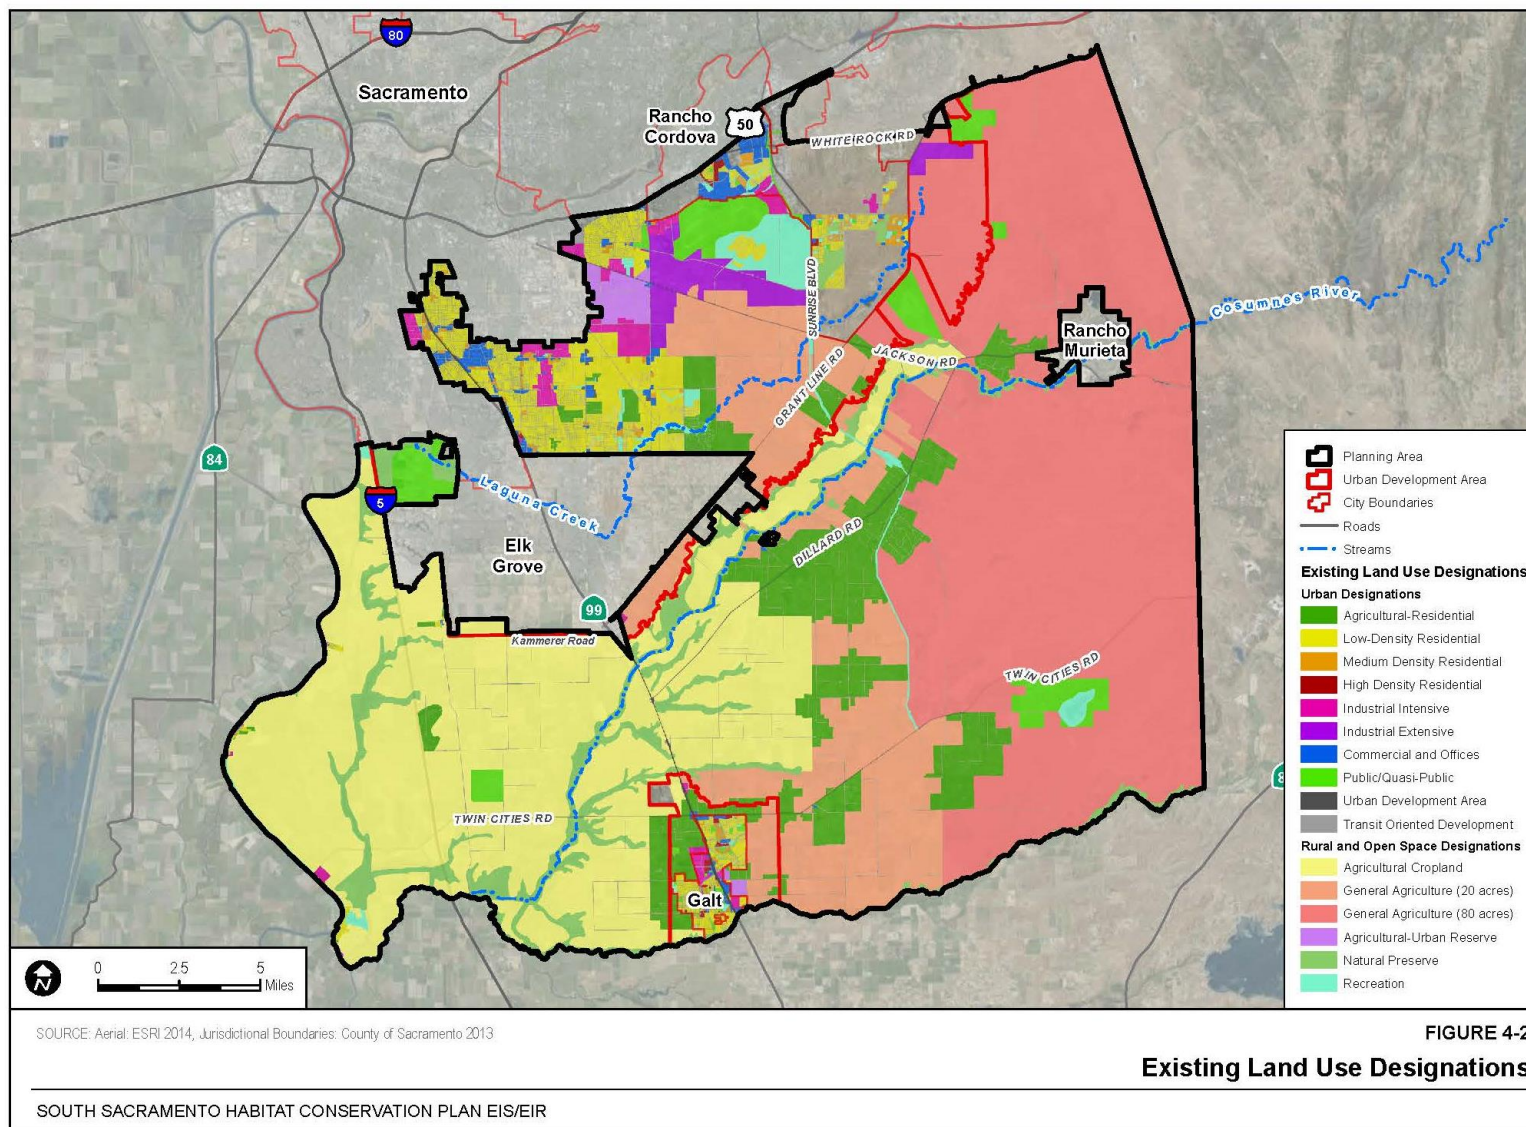 80
Sacramento
Rancho
Cordova
50
WHITE ROCK RD
SUNRISE BLVD
Cosumnes River
Rancho
Murieta
JACKSON RD
GRANT LINE RD
84
5
Laguna Creek
Elk
Grove
DILLARD RD
99
Kammerer Road
TWIN CITIES RD
TWIN CITIES RD
Galt
Planning Area
Urban Development Area
City Boundaries
Roads
Streams
Existing Land Use Designations
Urban Designations
Agricultural-Residential
Low-Density Residential
Medium Density Residential
High Density Residential
Industrial Intensive
Industrial Extensive
Commercial and Offices
Public/Quasi-Public
Urban Development Area
Transit Oriented Development
Rural and Open Space Designations
Agricultural Cropland
General Agriculture (20 acres)
General Agriculture (80 acres)
Agricultural-Urban Reserve
Natural Preserve
Recreation
N
0 2.5 5
Miles
SOURCE: Aerial: ESRI 2014, Jurisdictional Boundaries: County of Sacramento 2013
FIGURE 4-2
Existing Land Use Designations
SOUTH SACRAMENTO HABITAT CONSERVATION PLAN EIS/EIR